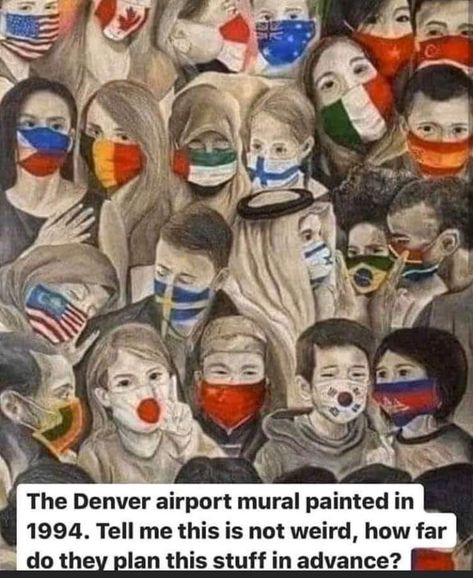 The Denver airport mural painted in
1994. Tell me this is not weird, how far
do they plan this stuff in advance?